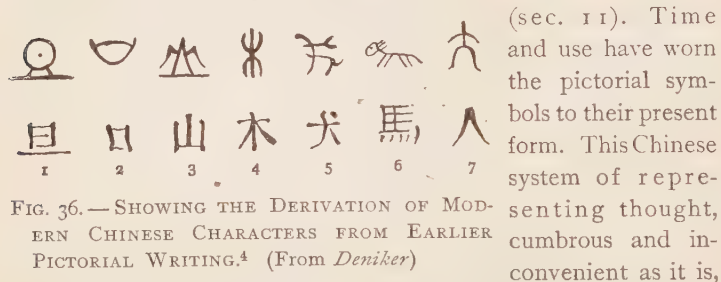 旦 口 山 木 犬 馬 人
1 2 3 4 5 6 7
FIG. 36. — SHOWING THE DERIVATION OF MOD-
ERN CHINESE CHARACTERS FROM EARLIER
PICTORIAL WRITING.⁴ (From Deniker)
(sec. 11). Time
and use have worn
the pictorial sym-
bols to their present
form. This Chinese
system of repre-
senting thought,
cumbrous and in-
convenient as it is,